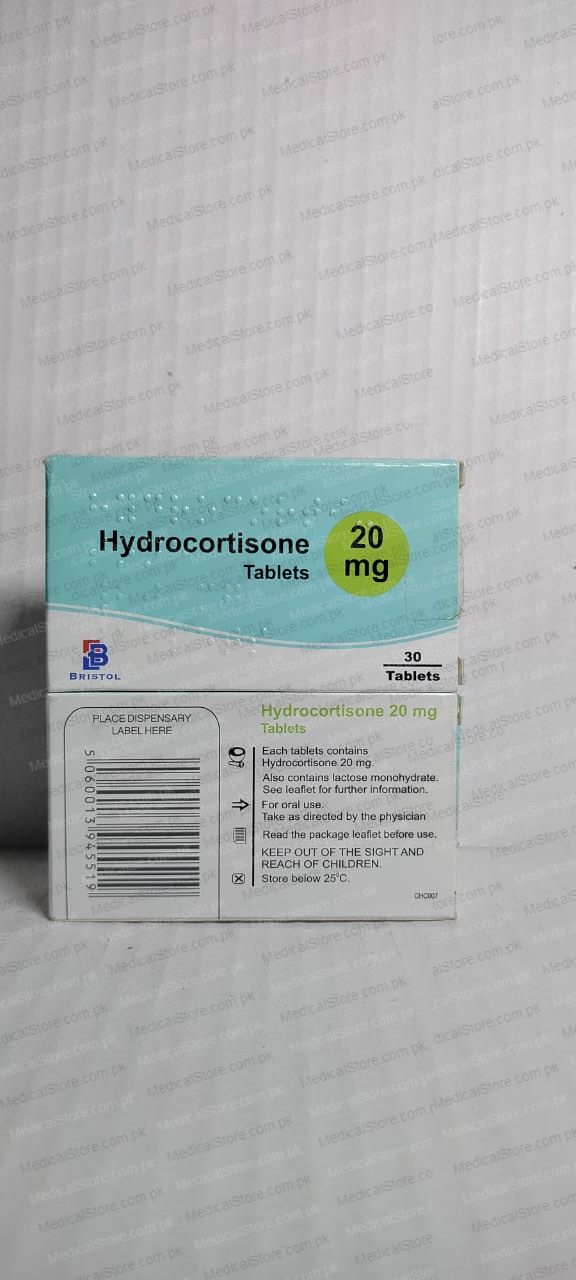 Hydrocortisone
Tablets
20
mg
BRISTOL
30
Tablets
PLACE DISPENSARY
LABEL HERE
5060013945519
Hydrocortisone 20 mg
Tablets
Each tablets contains
Hydrocortisone 20 mg.
Also contains lactose monohydrate.
See leaflet for further information.
For oral use.
Take as directed by the physician
Read the package leaflet before use.
KEEP OUT OF THE SIGHT AND
REACH OF CHILDREN.
Store below 25°C.
CHC007
MedicalStore.com.pk